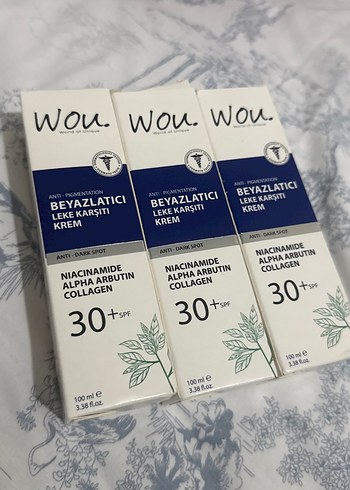 Wou.
World of Unique
ANTI - PIGMENTATION
BEYAZLATICI
LEKE KARŞITI
KREM
ANTI - DARK SPOT
NIACINAMIDE
ALPHA ARBUTIN
COLLAGEN
30+ SPF
100 ml ℮
3.38 fl.oz.
Wou.
World of Unique
ANTI - PIGMENTATION
BEYAZLATICI
LEKE KARŞITI
KREM
ANTI - DARK SPOT
NIACINAMIDE
ALPHA ARBUTIN
COLLAGEN
30+ SPF
100 ml ℮
3.38 fl.oz.
Wou.
World of Unique
ANTI - PIGMENTATION
BEYAZLATICI
LEKE KARŞITI
KREM
ANTI - DARK SPOT
NIACINAMIDE
ALPHA ARBUTIN
COLLAGEN
30+ SPF
100 ml ℮
3.38 fl.oz.